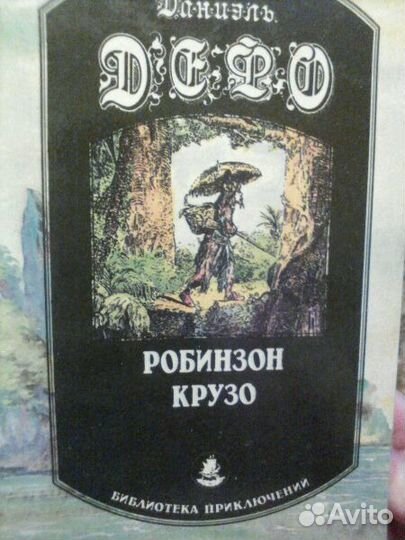 Даниэль
ДЕФО
РОБИНЗОН
КРУЗО
БИБЛИОТЕКА ПРИКЛЮЧЕНИЙ
Avito